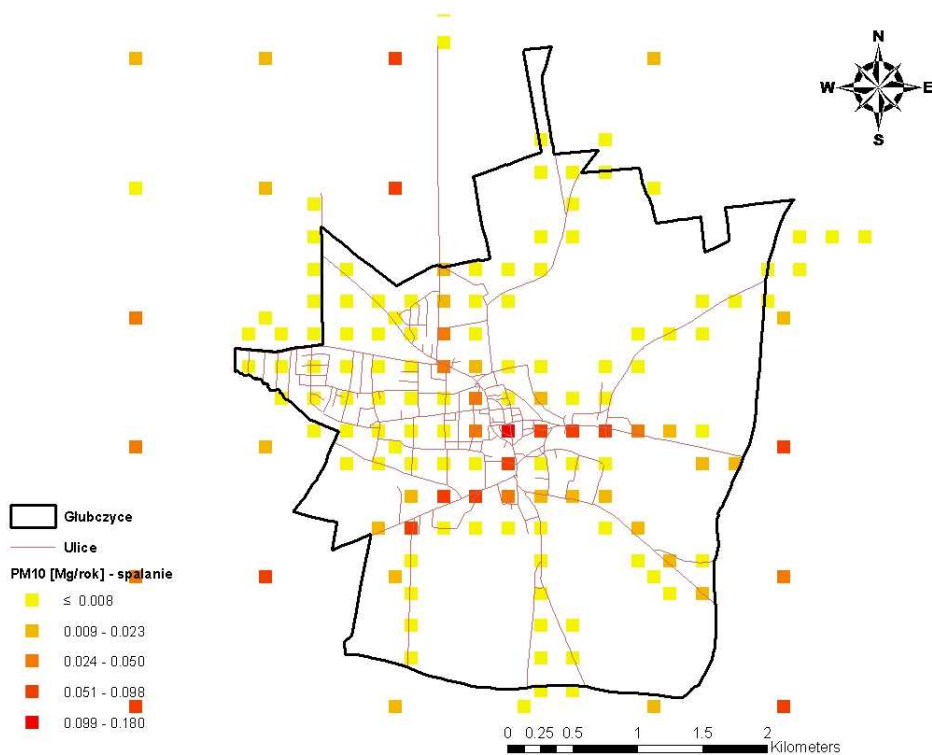 N
W E
S
Głubczyce
Ulice
PM10 [Mg/rok] - spalanie
≤ 0.008
0.009 - 0.023
0.024 - 0.050
0.051 - 0.098
0.099 - 0.180
0 0.25 0.5 1 1.5 2
Kilometers